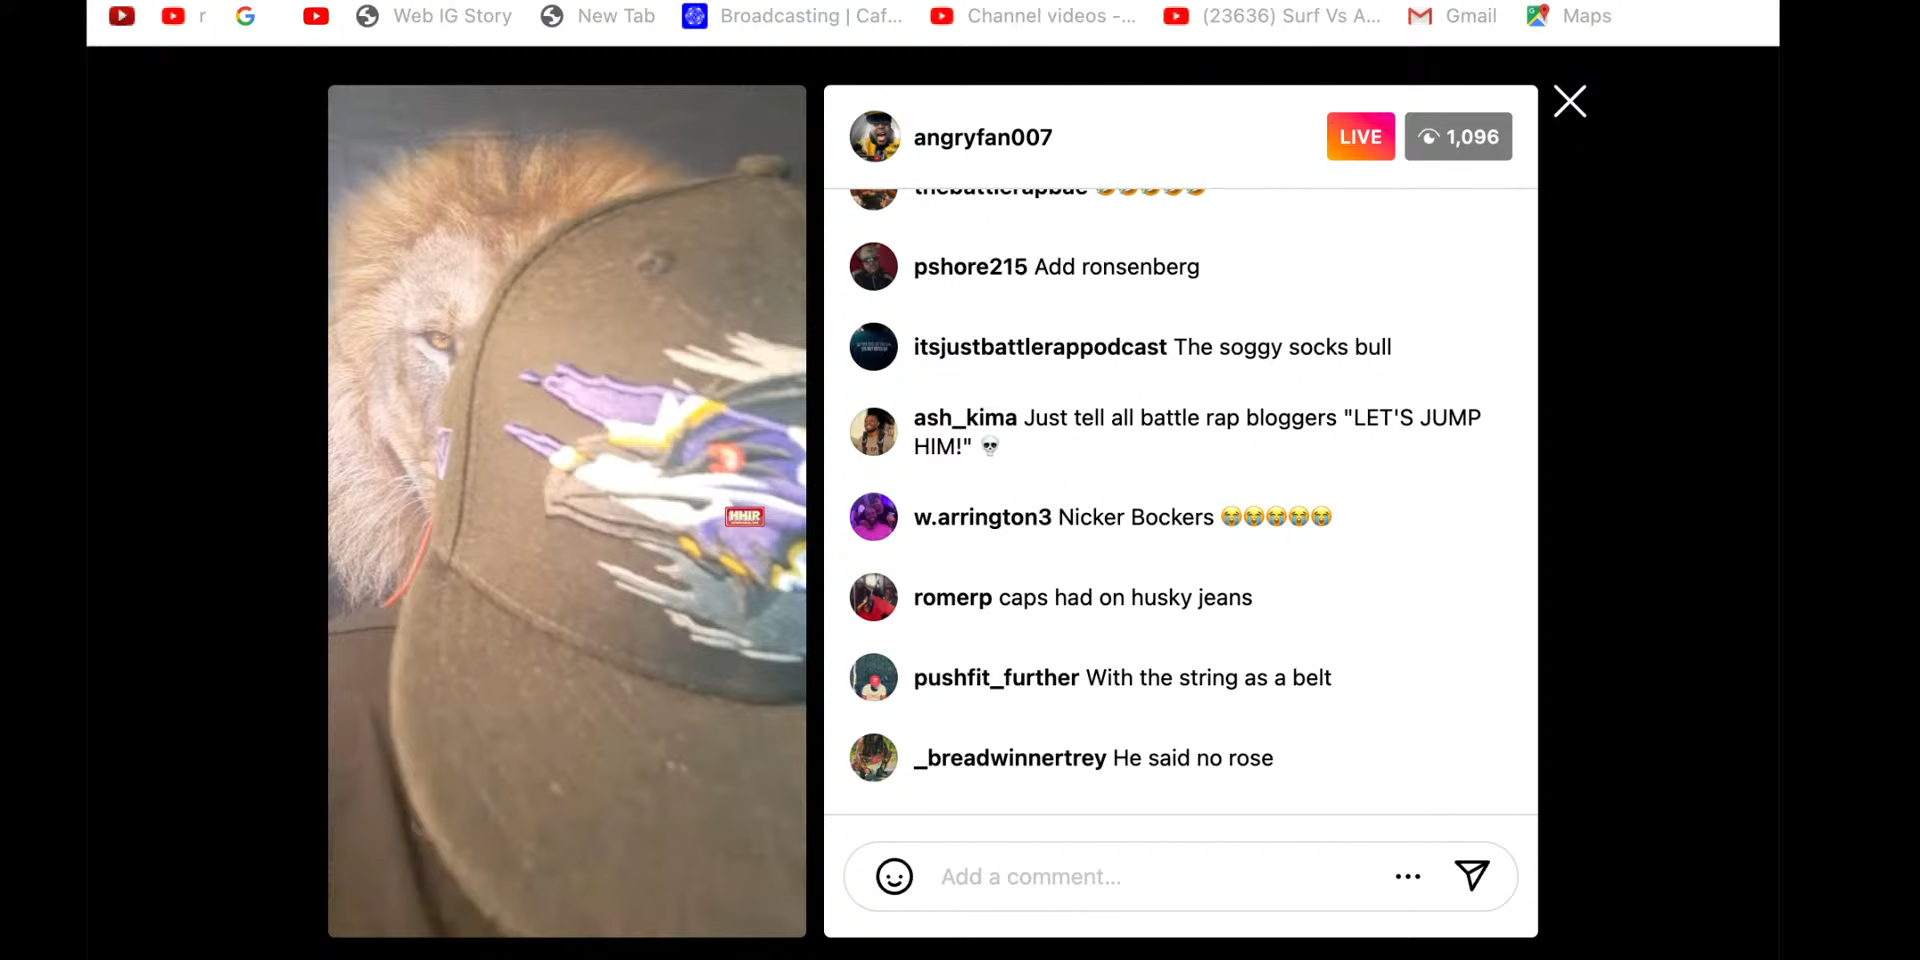 r
Web IG Story
New Tab
Broadcasting | Caf...
Channel videos -...
(23636) Surf Vs A...
Gmail
Maps
angryfan007
LIVE
1,096
thebattlerapbae 🤣🤣🤣🤣🤣
pshore215 Add ronsenberg
itsjustbattlerappodcast The soggy socks bull
ash_kima Just tell all battle rap bloggers "LET'S JUMP
HIM!" 💀
w.arrington3 Nicker Bockers 😭😭😭😭😭
HHIR
romerp caps had on husky jeans
pushfit_further With the string as a belt
_breadwinnertrey He said no rose
Add a comment...